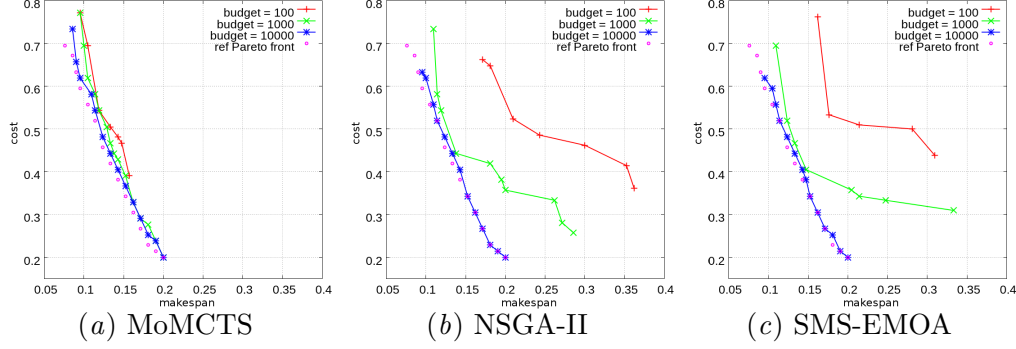 0.8
0.7
0.6
0.5
0.4
0.3
0.2
cost
0.05 0.1 0.15 0.2 0.25 0.3 0.35 0.4
makespan
budget = 100
budget = 1000
budget = 10000
ref Pareto front
(a) MoMCTS
0.8
0.7
0.6
0.5
0.4
0.3
0.2
cost
0.05 0.1 0.15 0.2 0.25 0.3 0.35 0.4
makespan
budget = 100
budget = 1000
budget = 10000
ref Pareto front
(b) NSGA-II
0.8
0.7
0.6
0.5
0.4
0.3
0.2
cost
0.05 0.1 0.15 0.2 0.25 0.3 0.35 0.4
makespan
budget = 100
budget = 1000
budget = 10000
ref Pareto front
(c) SMS-EMOA